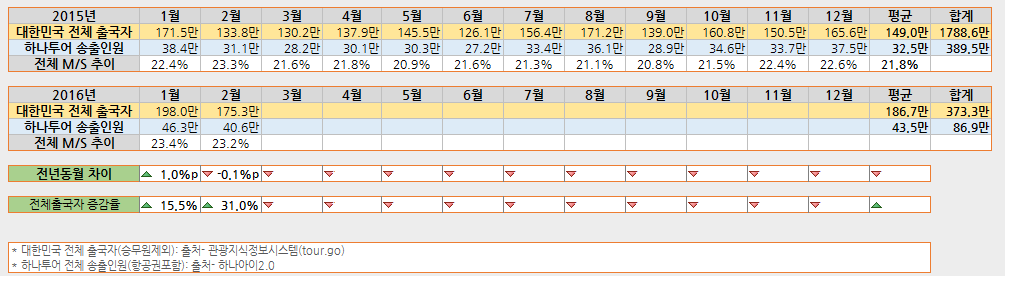 2015년 1월 2월 3월 4월 5월 6월 7월 8월 9월 10월 11월 12월 평균 합계
대한민국 전체 출국자 171.5만 133.8만 130.2만 137.9만 145.5만 126.1만 156.4만 171.2만 139.0만 160.8만 150.5만 165.6만 149.0만 1788.6만
하나투어 송출인원 38.4만 31.1만 28.2만 30.1만 30.3만 27.2만 33.4만 36.1만 28.9만 34.6만 33.7만 37.5만 32.5만 389.5만
전체 M/S 추이 22.4% 23.3% 21.6% 21.8% 20.9% 21.6% 21.3% 21.1% 20.8% 21.5% 22.4% 22.6% 21.8%
2016년 1월 2월 3월 4월 5월 6월 7월 8월 9월 10월 11월 12월 평균 합계
대한민국 전체 출국자 198.0만 175.3만 186.7만 373.3만
하나투어 송출인원 46.3만 40.6만 43.5만 86.9만
전체 M/S 추이 23.4% 23.2%
전년동월 차이 1.0%p -0.1%p
전체출국자 증감율 15.5% 31.0%
* 대한민국 전체 출국자(승무원제외): 출처- 관광지식정보시스템(tour.go)
* 하나투어 전체 송출인원(항공권포함): 출처- 하나아이2.0